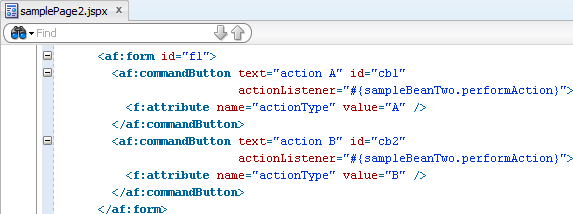 samplePage2.jspx
Find
<af:form id="f1">
<af:commandButton text="action A" id="cb1"
actionListener="#{sampleBeanTwo.performAction}">
<f:attribute name="actionType" value="A" />
</af:commandButton>
<af:commandButton text="action B" id="cb2"
actionListener="#{sampleBeanTwo.performAction}">
<f:attribute name="actionType" value="B" />
</af:commandButton>
</af:form>